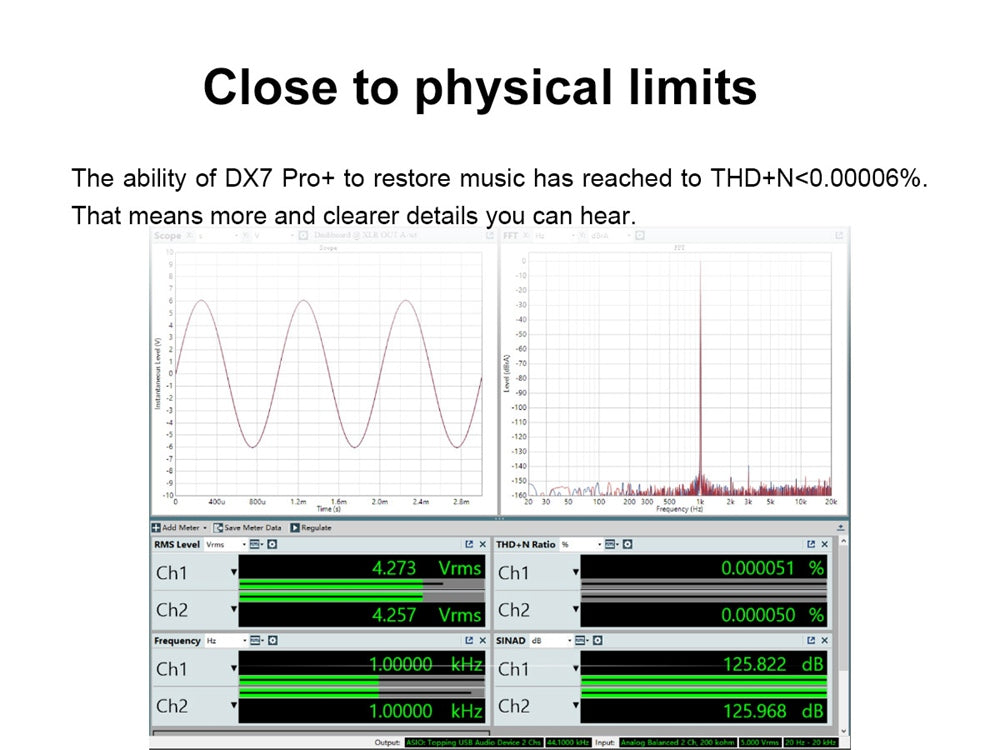 Close to physical limits
The ability of DX7 Pro+ to restore music has reached to THD+N<0.00006%.
That means more and clearer details you can hear.
Scope X: s Y: V Dashboard @ XLR OUT A-wt
Scope
10
9
8
7
6
5
4
3
2
1
0
-1
-2
-3
-4
-5
-6
-7
-8
-9
-10
Instantaneous Level (V)
0 400u 800u 1.2m 1.6m 2.0m 2.4m 2.8m
Time (s)
FFT X: Hz Y: dBrA
FFT
0
-10
-20
-30
-40
-50
-60
-70
-80
-90
-100
-110
-120
-130
-140
-150
-160
Level (dBrA)
20 30 50 100 200 300 500 1k 2k 3k 5k 10k 20k
Frequency (Hz)
Add Meter Save Meter Data Regulate
RMS Level Vrms
Ch1 4.273 Vrms
Ch2 4.257 Vrms
THD+N Ratio %
Ch1 0.000051 %
Ch2 0.000050 %
Frequency Hz
Ch1 1.00000 kHz
Ch2 1.00000 kHz
SINAD dB
Ch1 125.822 dB
Ch2 125.968 dB
Output: ASIO: Topping USB Audio Device 2 Chs 44.1000 kHz Input: Analog Balanced 2 Ch, 200 kohm 5.000 Vrms 20 Hz - 20 kHz